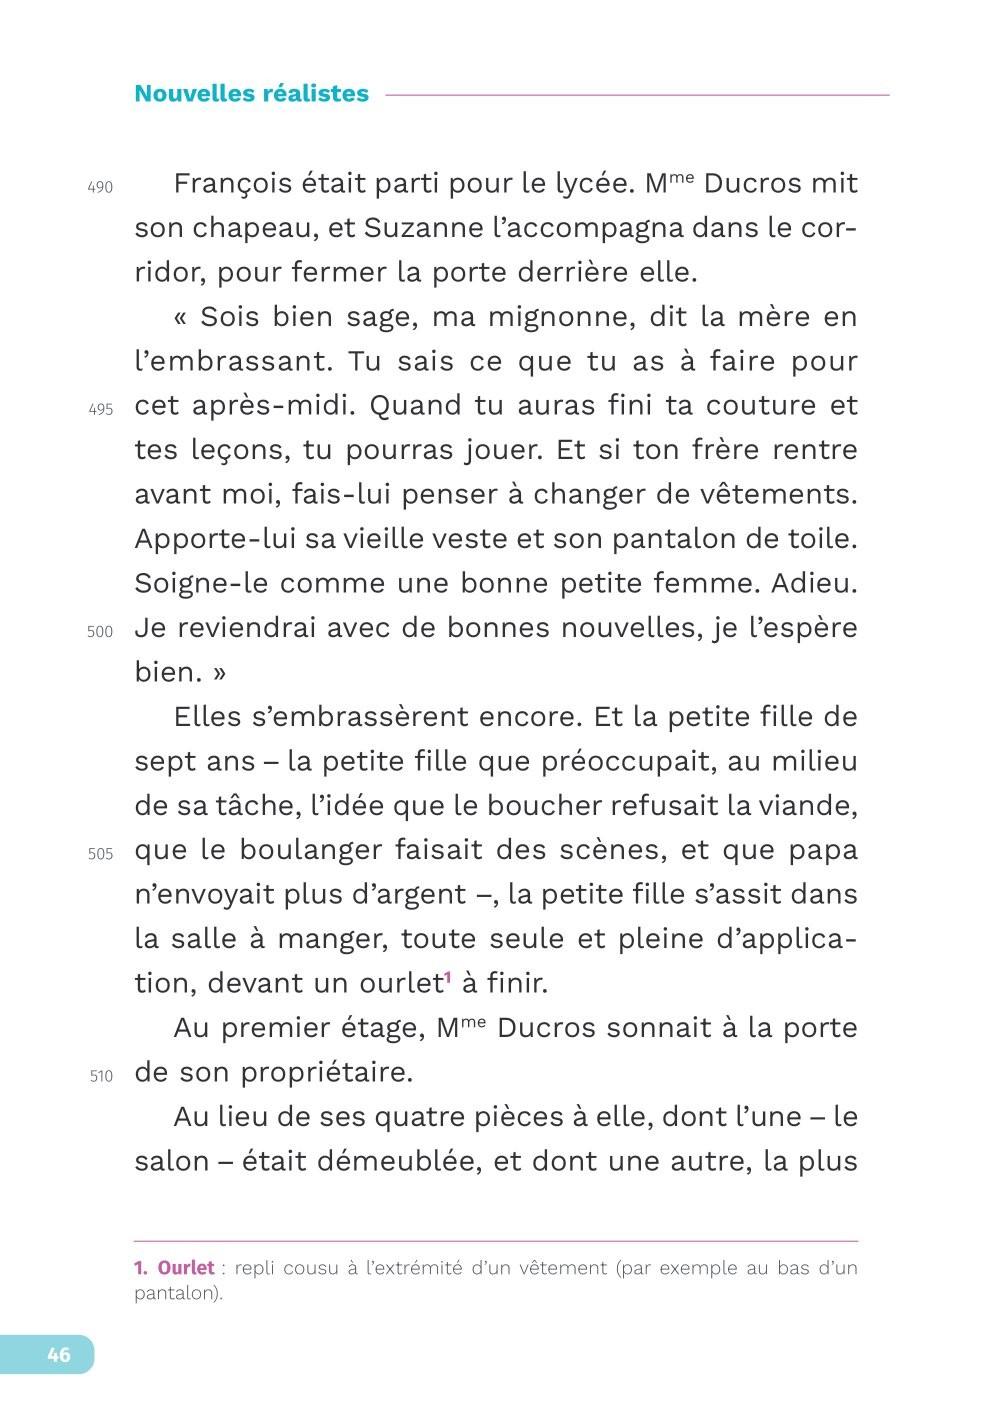 Nouvelles réalistes
490 François était parti pour le lycée. Mme Ducros mit
son chapeau, et Suzanne l’accompagna dans le cor-
ridor, pour fermer la porte derrière elle.
« Sois bien sage, ma mignonne, dit la mère en
l’embrassant. Tu sais ce que tu as à faire pour
495 cet après-midi. Quand tu auras fini ta couture et
tes leçons, tu pourras jouer. Et si ton frère rentre
avant moi, fais-lui penser à changer de vêtements.
Apporte-lui sa vieille veste et son pantalon de toile.
Soigne-le comme une bonne petite femme. Adieu.
500 Je reviendrai avec de bonnes nouvelles, je l’espère
bien. »
Elles s’embrassèrent encore. Et la petite fille de
sept ans – la petite fille que préoccupait, au milieu
de sa tâche, l’idée que le boucher refusait la viande,
505 que le boulanger faisait des scènes, et que papa
n’envoyait plus d’argent –, la petite fille s’assit dans
la salle à manger, toute seule et pleine d’applica-
tion, devant un ourlet1 à finir.
Au premier étage, Mme Ducros sonnait à la porte
510 de son propriétaire.
Au lieu de ses quatre pièces à elle, dont l’une – le
salon – était démeublée, et dont une autre, la plus
1. Ourlet : repli cousu à l’extrémité d’un vêtement (par exemple au bas d’un
pantalon).
46